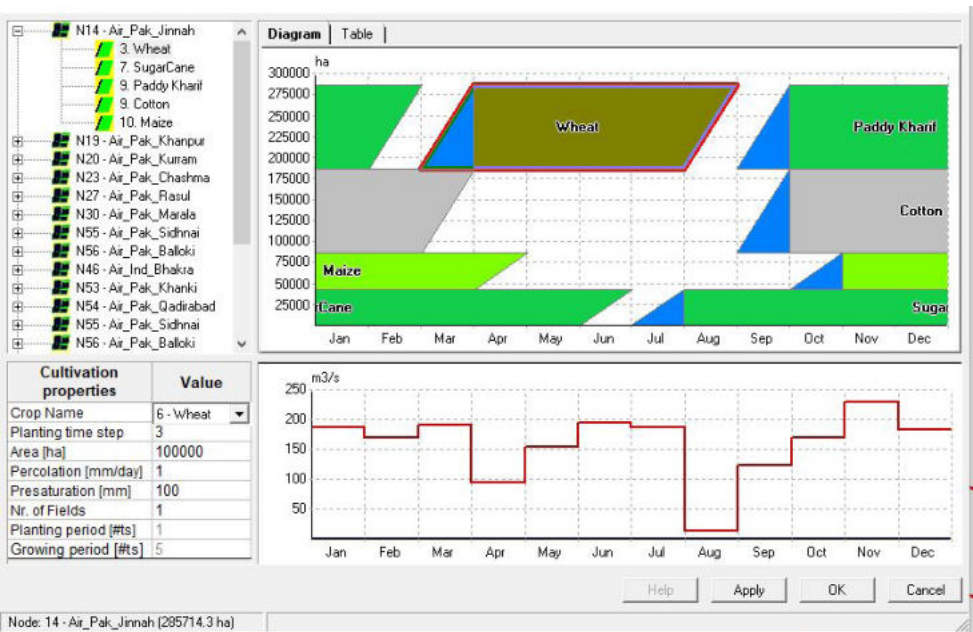 N14 - Air_Pak_Jinnah
3. Wheat
7. SugarCane
9. Paddy Kharif
9. Cotton
10. Maize
N19 - Air_Pak_Khanpur
N20 - Air_Pak_Kurram
N23 - Air_Pak_Chashma
N27 - Air_Pak_Rasul
N30 - Air_Pak_Marala
N55 - Air_Pak_Sidhnai
N56 - Air_Pak_Balloki
N46 - Air_Ind_Bhakra
N53 - Air_Pak_Khanki
N54 - Air_Pak_Qadirabad
N55 - Air_Pak_Sidhnai
N56 - Air_Pak_Balloki
Diagram Table
ha
300000
275000
250000
225000
200000
175000
150000
125000
100000
75000
50000
25000
Wheat
Paddy Kharif
Cotton
Maize
rCane
Sugar
Jan Feb Mar Apr May Jun Jul Aug Sep Oct Nov Dec
Cultivation properties Value
Crop Name 6 - Wheat
Planting time step 3
Area [ha] 100000
Percolation [mm/day] 1
Presaturation [mm] 100
Nr. of Fields 1
Planting period [#ts] 1
Growing period [#ts] 5
m3/s
250
200
150
100
50
Jan Feb Mar Apr May Jun Jul Aug Sep Oct Nov Dec
Help Apply OK Cancel
Node: 14 - Air_Pak_Jinnah (285714.3 ha)